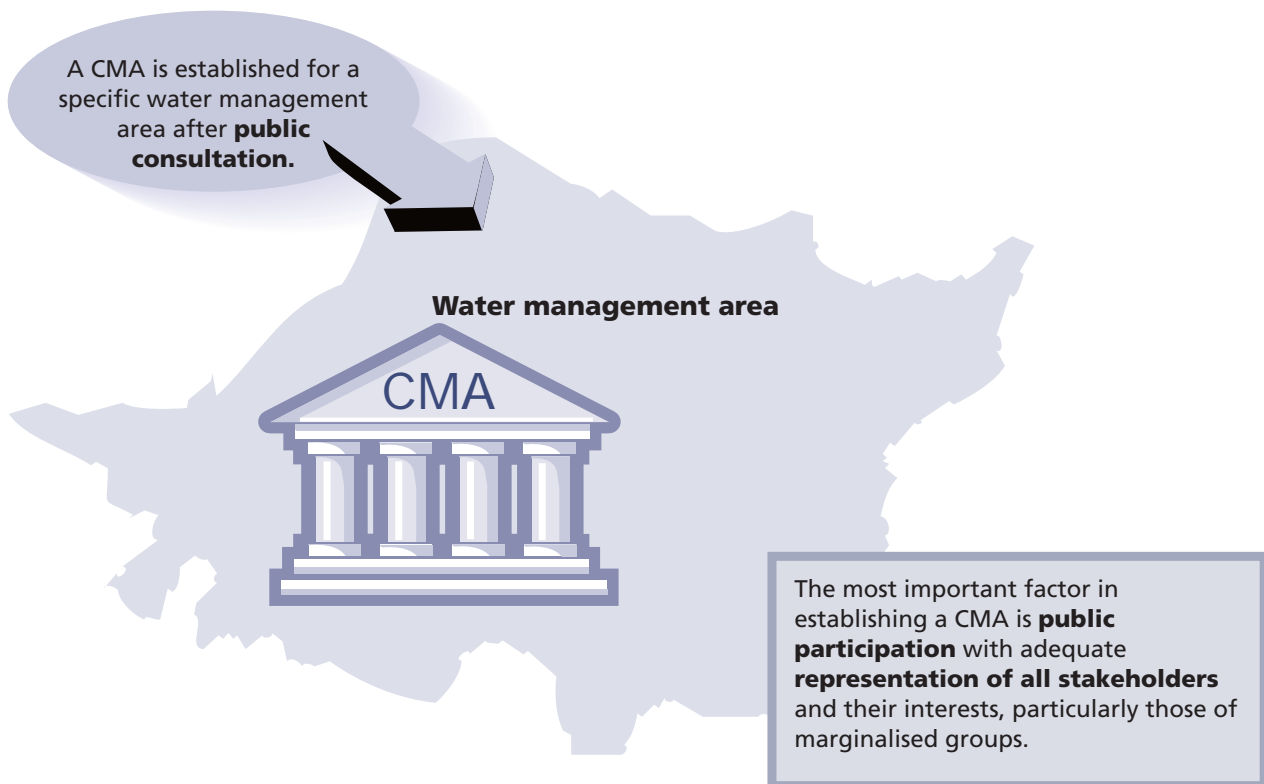 A CMA is established for a
specific water management
area after public
consultation.
Water management area
CMA
The most important factor in
establishing a CMA is public
participation with adequate
representation of all stakeholders
and their interests, particularly those of
marginalised groups.